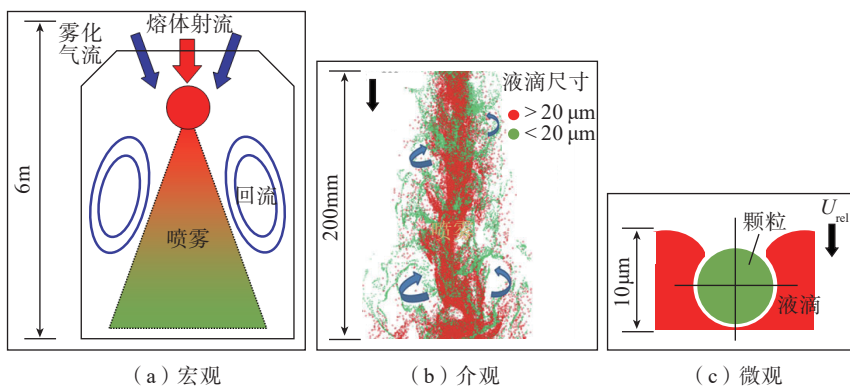 雾化
气流
熔体射流
6m
回流
喷雾
(a)宏观
液滴尺寸
>20 μm
<20 μm
200mm
(b)介观
颗粒
U rel
10μm
液滴
(c)微观